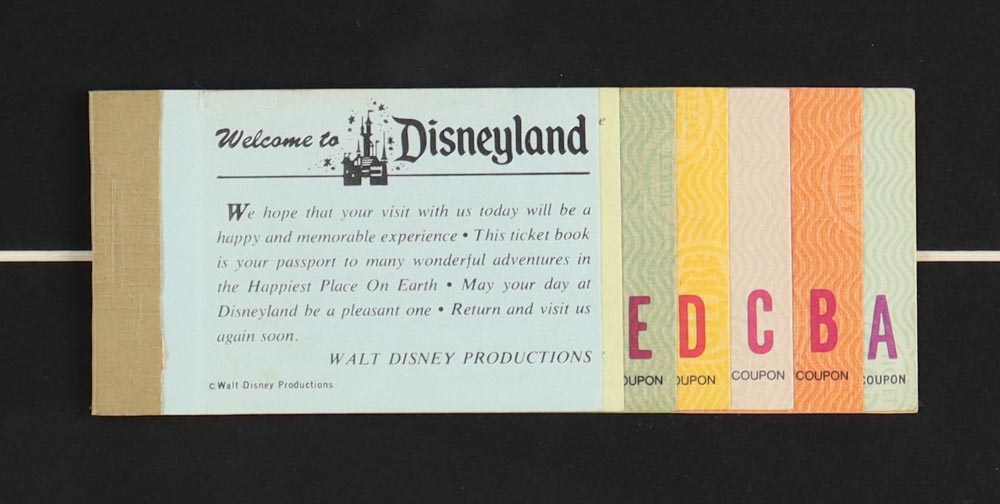 Welcome to Disneyland
We hope that your visit with us today will be a
happy and memorable experience • This ticket book
is your passport to many wonderful adventures in
the Happiest Place On Earth • May your day at
Disneyland be a pleasant one • Return and visit us
again soon.
WALT DISNEY PRODUCTIONS
© Walt Disney Productions
E D C B A
OUPON OUPON COUPON COUPON COUPON